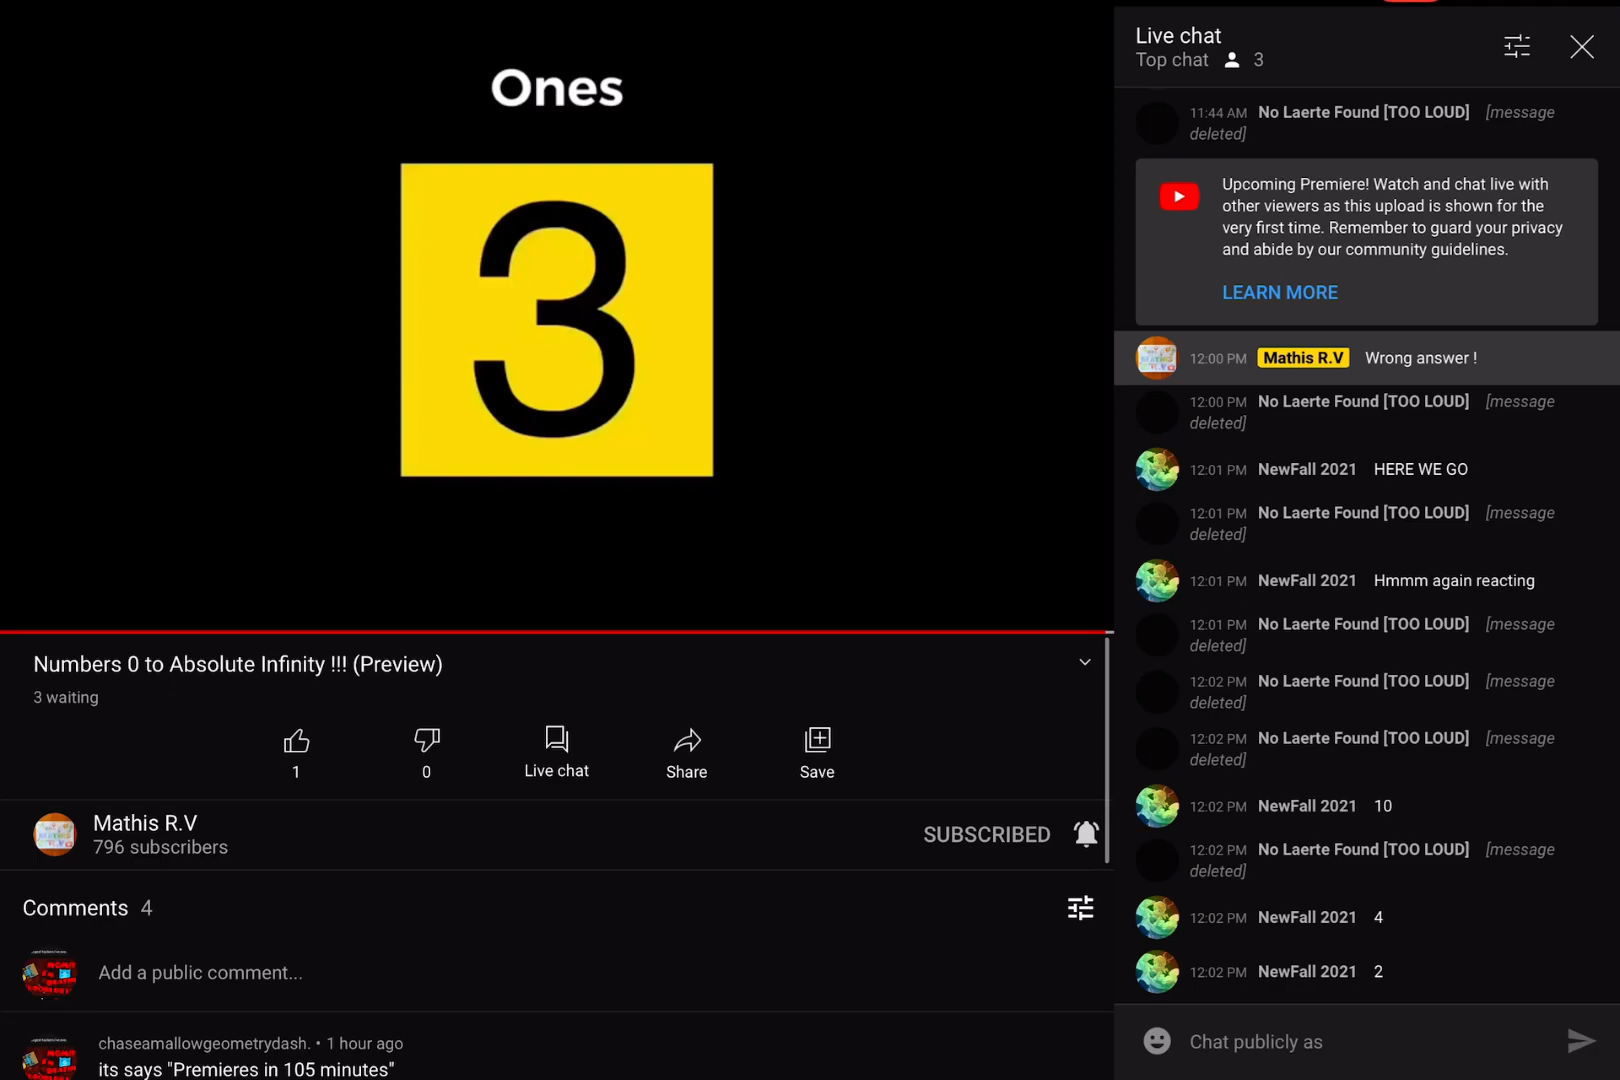 Ones
3
Numbers 0 to Absolute Infinity !!! (Preview)
3 waiting
1
0
Live chat
Share
Save
Mathis R.V
796 subscribers
SUBSCRIBED
Comments 4
Add a public comment...
chaseamallowgeometrydash. • 1 hour ago
its says "Premieres in 105 minutes"
Live chat
Top chat 3
11:44 AM No Laerte Found [TOO LOUD] [message
deleted]
Upcoming Premiere! Watch and chat live with
other viewers as this upload is shown for the
very first time. Remember to guard your privacy
and abide by our community guidelines.
LEARN MORE
12:00 PM Mathis R.V Wrong answer !
12:00 PM No Laerte Found [TOO LOUD] [message
deleted]
12:01 PM NewFall 2021 HERE WE GO
12:01 PM No Laerte Found [TOO LOUD] [message
deleted]
12:01 PM NewFall 2021 Hmmm again reacting
12:01 PM No Laerte Found [TOO LOUD] [message
deleted]
12:02 PM No Laerte Found [TOO LOUD] [message
deleted]
12:02 PM No Laerte Found [TOO LOUD] [message
deleted]
12:02 PM NewFall 2021 10
12:02 PM No Laerte Found [TOO LOUD] [message
deleted]
12:02 PM NewFall 2021 4
12:02 PM NewFall 2021 2
Chat publicly as